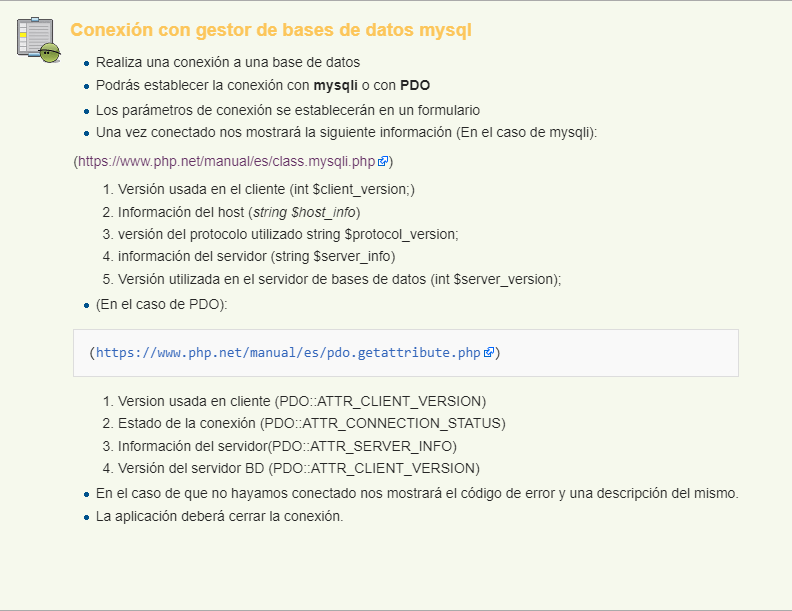 Conexión con gestor de bases de datos mysql
Realiza una conexión a una base de datos
Podrás establecer la conexión con mysqli o con PDO
Los parámetros de conexión se establecerán en un formulario
Una vez conectado nos mostrará la siguiente información (En el caso de mysqli):
(https://www.php.net/manual/es/class.mysqli.php)
1. Versión usada en el cliente (int $client_version;)
2. Información del host (string $host_info)
3. versión del protocolo utilizado string $protocol_version;
4. información del servidor (string $server_info)
5. Versión utilizada en el servidor de bases de datos (int $server_version);
(En el caso de PDO):
(https://www.php.net/manual/es/pdo.getattribute.php)
1. Version usada en cliente (PDO::ATTR_CLIENT_VERSION)
2. Estado de la conexión (PDO::ATTR_CONNECTION_STATUS)
3. Información del servidor(PDO::ATTR_SERVER_INFO)
4. Versión del servidor BD (PDO::ATTR_CLIENT_VERSION)
En el caso de que no hayamos conectado nos mostrará el código de error y una descripción del mismo.
La aplicación deberá cerrar la conexión.